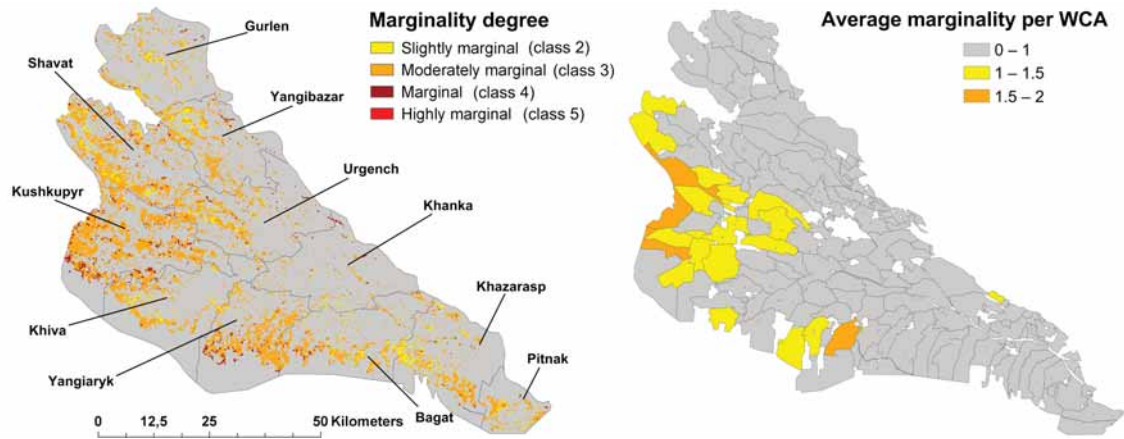 Marginality degree
Slightly marginal (class 2)
Moderately marginal (class 3)
Marginal (class 4)
Highly marginal (class 5)
Gurlen
Shavat
Yangibazar
Urgench
Kushkupyr
Khanka
Khazarasp
Khiva
Pitnak
Yangiaryk
Bagat
0 12,5 25 50 Kilometers
Average marginality per WCA
0 – 1
1 – 1.5
1.5 – 2